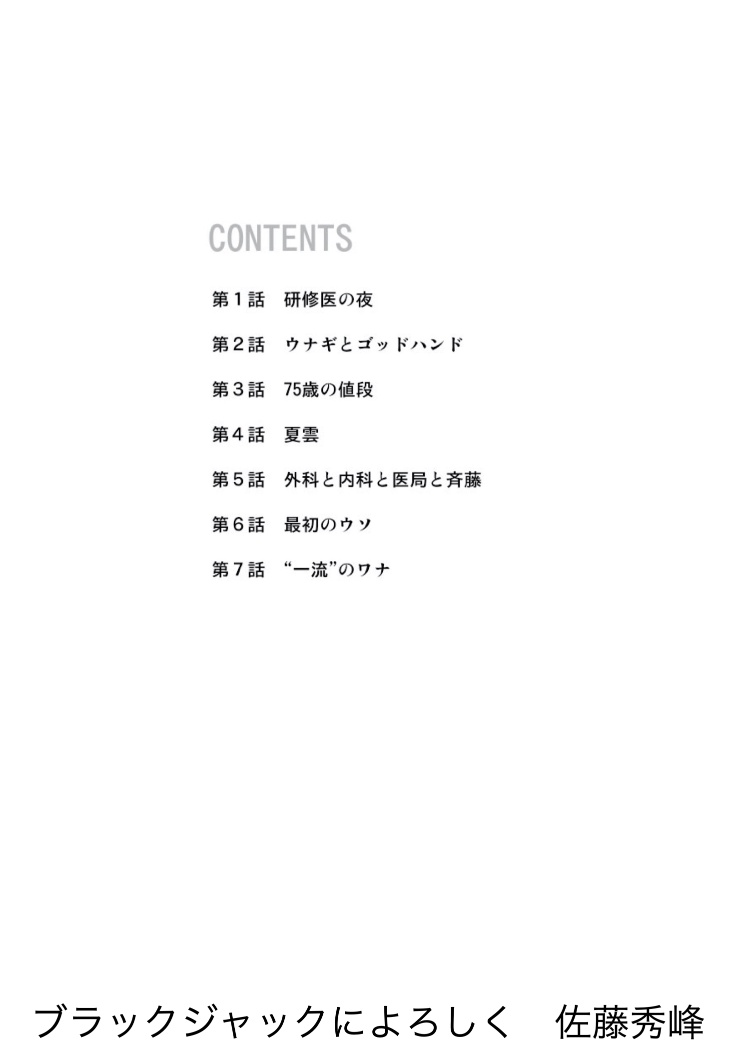 CONTENTS
第1話　研修医の夜
第2話　ウナギとゴッドハンド
第3話　75歳の値段
第4話　夏雲
第5話　外科と内科と医局と斉藤
第6話　最初のウソ
第7話　“一流”のワナ
ブラックジャックによろしく　佐藤秀峰